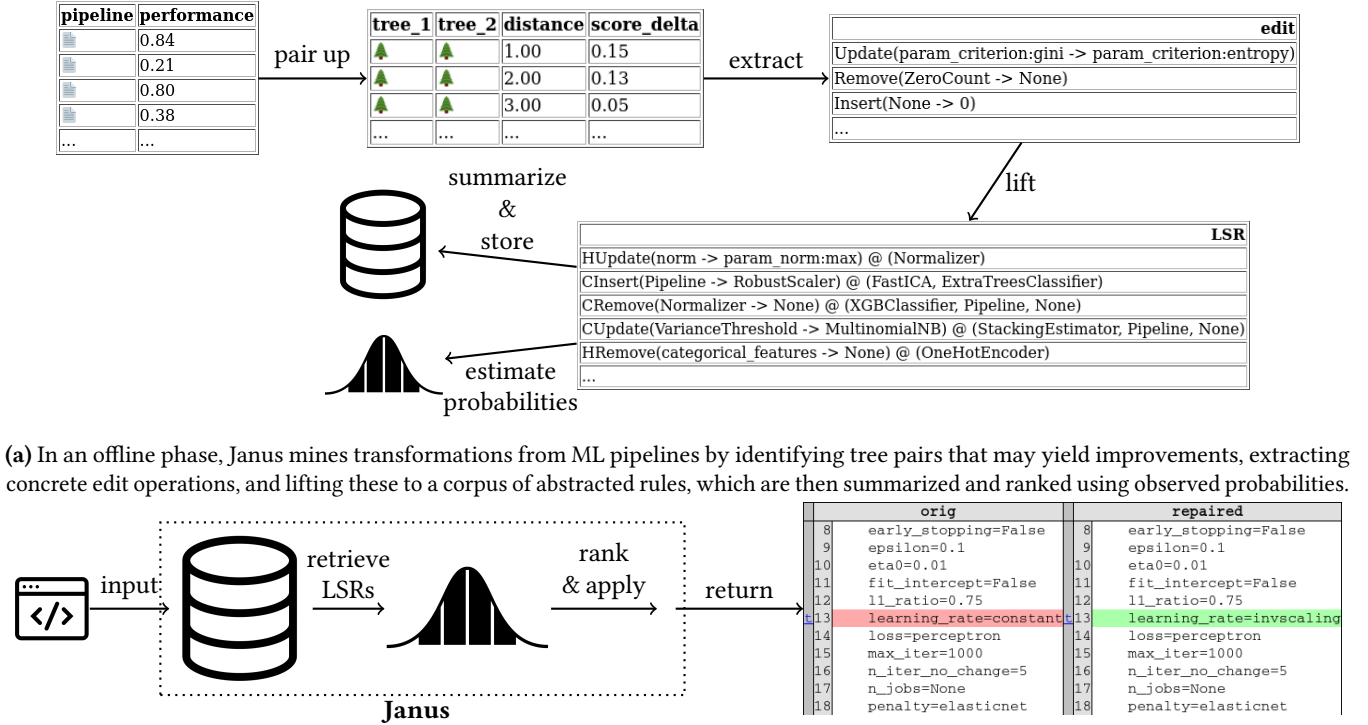 pipeline performance
0.84
0.21
0.80
0.38
... ...
pair up
tree_1 tree_2 distance score_delta
1.00 0.15
2.00 0.13
3.00 0.05
... ... ... ...
extract
edit
Update(param_criterion:gini -> param_criterion:entropy)
Remove(ZeroCount -> None)
Insert(None -> 0)
...
lift
LSR
HUpdate(norm -> param_norm:max) @ (Normalizer)
CInsert(Pipeline -> RobustScaler) @ (FastICA, ExtraTreesClassifier)
CRemove(Normalizer -> None) @ (XGBClassifier, Pipeline, None)
CUpdate(VarianceThreshold -> MultinomialNB) @ (StackingEstimator, Pipeline, None)
HRemove(categorical_features -> None) @ (OneHotEncoder)
...
summarize
&
store
estimate
probabilities
(a) In an offline phase, Janus mines transformations from ML pipelines by identifying tree pairs that may yield improvements, extracting
concrete edit operations, and lifting these to a corpus of abstracted rules, which are then summarized and ranked using observed probabilities.
</>
input
retrieve
LSRs
rank
& apply
Janus
return
orig repaired
8 early_stopping=False 8 early_stopping=False
9 epsilon=0.1 9 epsilon=0.1
10 eta0=0.01 10 eta0=0.01
11 fit_intercept=False 11 fit_intercept=False
12 l1_ratio=0.75 12 l1_ratio=0.75
t 13 learning_rate=constant t 13 learning_rate=invscaling
14 loss=perceptron 14 loss=perceptron
15 max_iter=1000 15 max_iter=1000
16 n_iter_no_change=5 16 n_iter_no_change=5
17 n_jobs=None 17 n_jobs=None
18 penalty=elasticnet 18 penalty=elasticnet